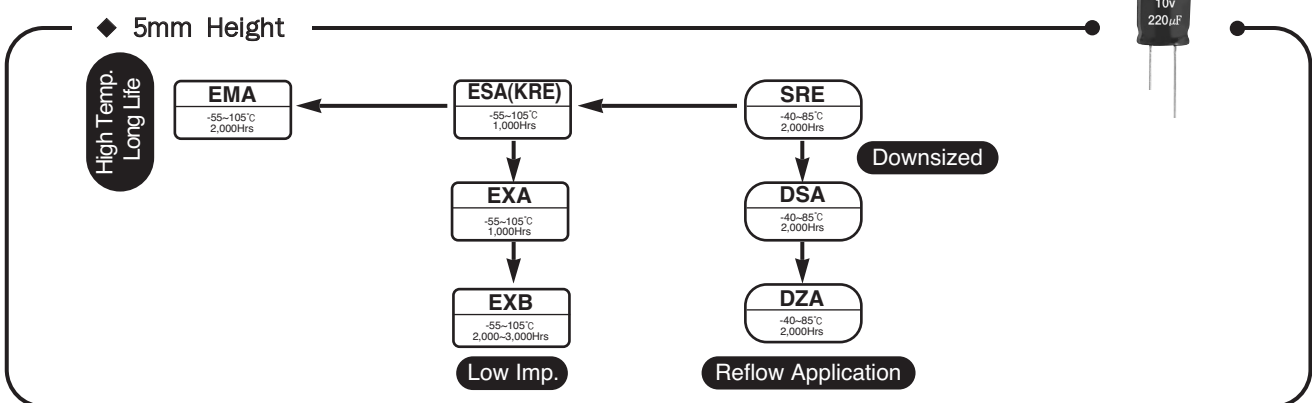 10v
220µF
◆ 5mm Height
High Temp.
Long Life
EMA
-55~105℃
2,000Hrs
ESA(KRE)
-55~105℃
1,000Hrs
SRE
-40~85℃
2,000Hrs
Downsized
EXA
-55~105℃
1,000Hrs
DSA
-40~85℃
2,000Hrs
EXB
-55~105℃
2,000~3,000Hrs
DZA
-40~85℃
2,000Hrs
Low Imp.
Reflow Application